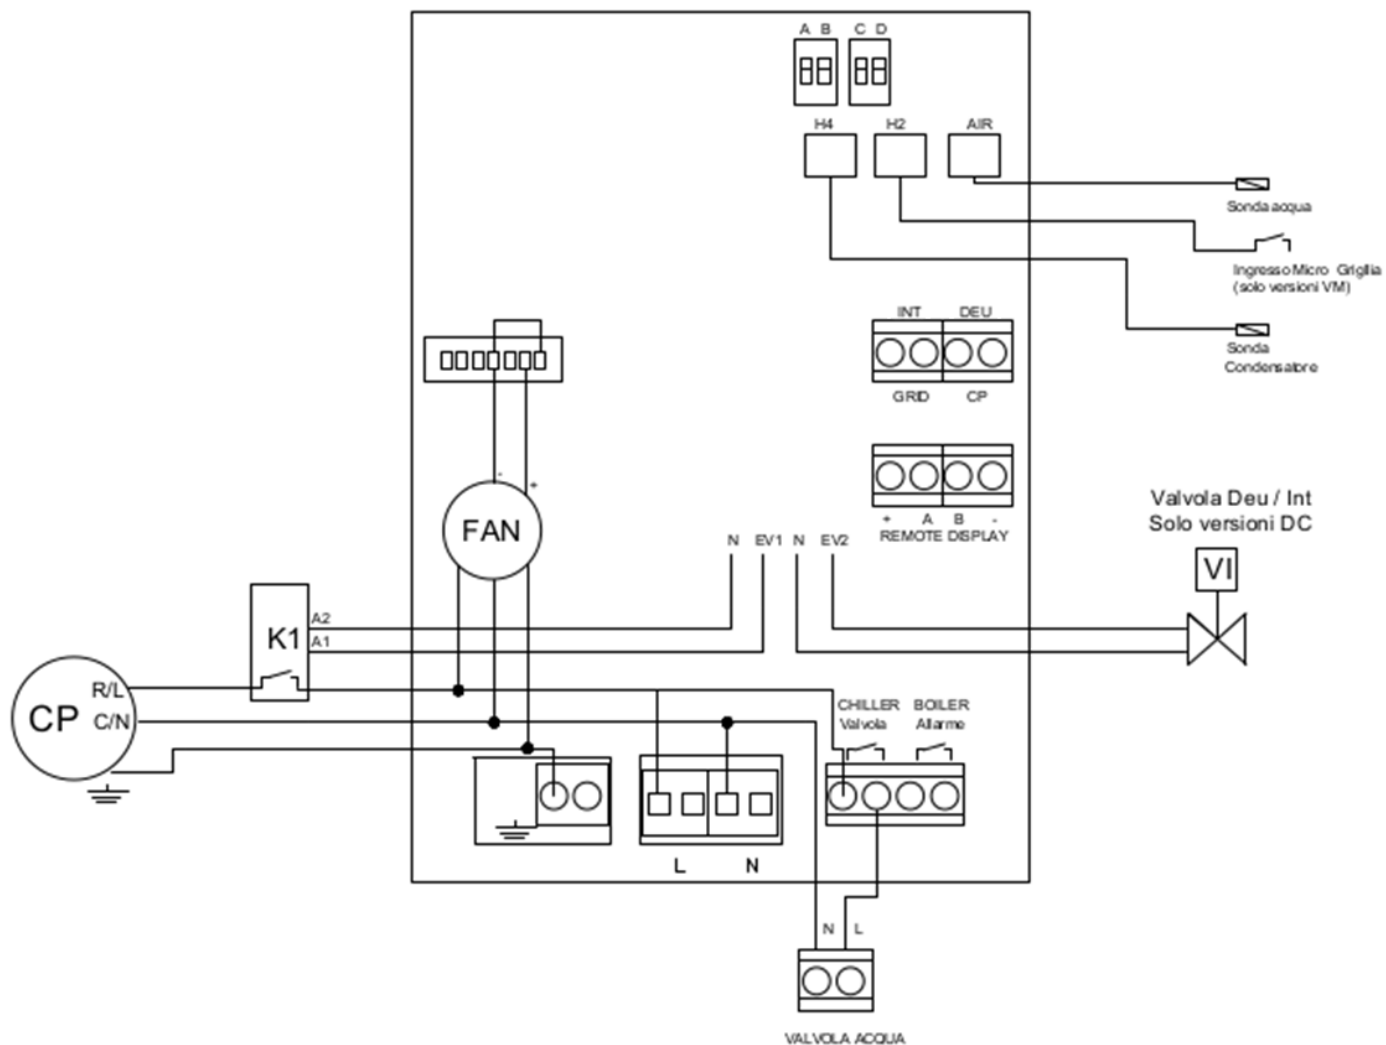 A B C D
H4 H2 AIR
Sonda acqua
Ingresso Micro Griglia
(solo versioni VM)
Sonda
Condensatore
INT DEU
GRID CP
+ A B -
REMOTE DISPLAY
Valvola Deu / Int
Solo versioni DC
VI
-
+
FAN
N EV1 N EV2
A2
K1
A1
R/L
CP C/N
CHILLER BOILER
Valvola Allarme
L N
N L
VALVOLA ACQUA